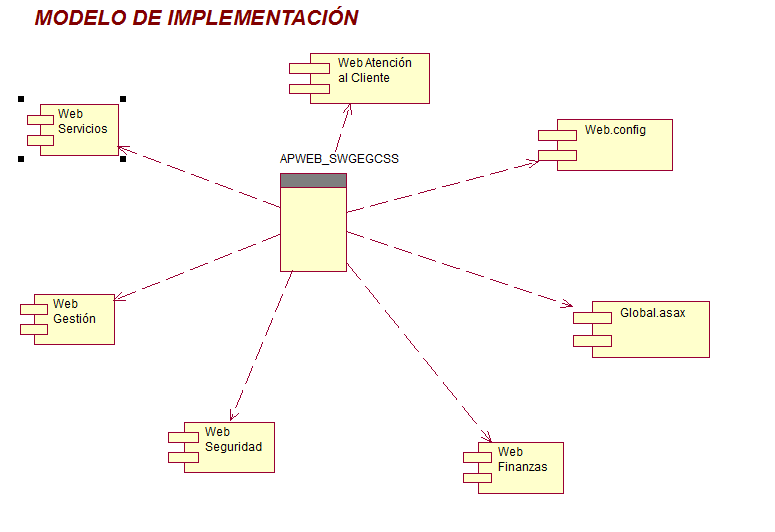 MODELO DE IMPLEMENTACIÓN
Web Atención
al Cliente
Web
Servicios
Web.config
APWEB_SWGEGCSS
Web
Gestión
Global.asax
Web
Seguridad
Web
Finanzas